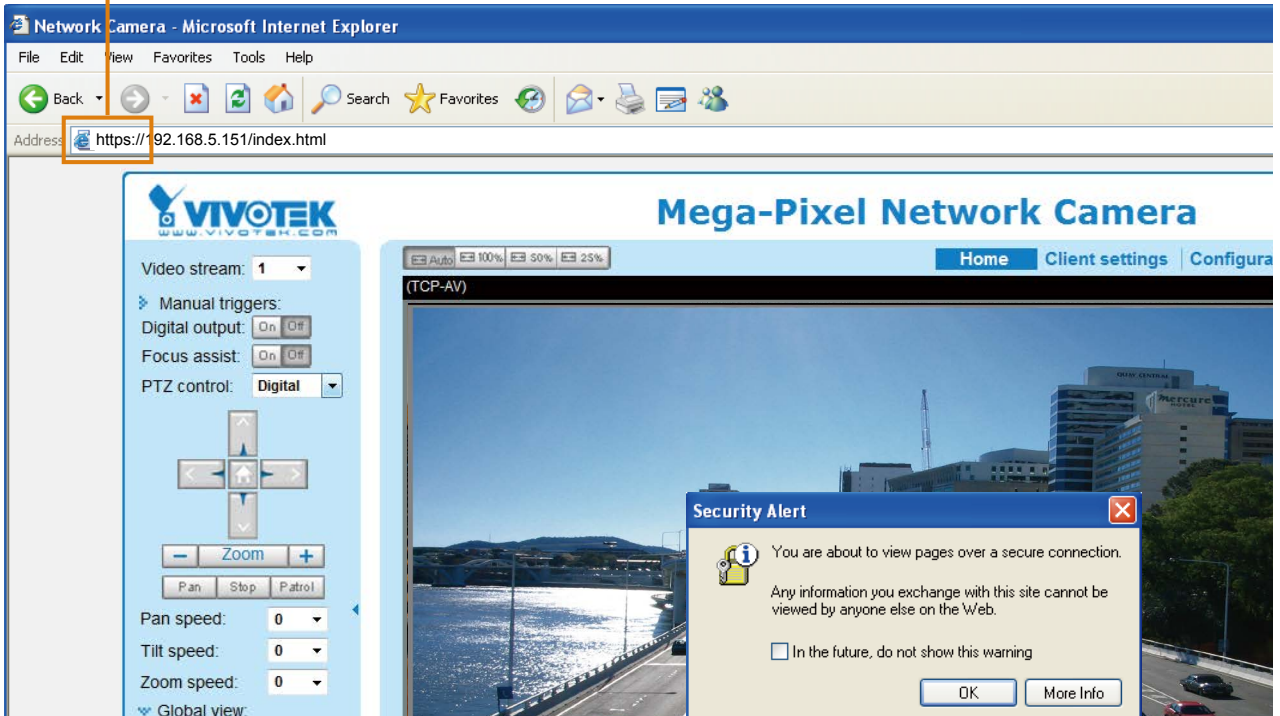 Network Camera - Microsoft Internet Explorer
File Edit View Favorites Tools Help
Back Search Favorites
Address https://192.168.5.151/index.html
VIVOTEK
www.vivotek.com
Mega-Pixel Network Camera
Auto 100% 50% 25%
Home Client settings Configura
(TCP-AV)
Video stream: 1
Manual triggers:
Digital output: On Off
Focus assist: On Off
PTZ control: Digital
Zoom
Pan Stop Patrol
Pan speed: 0
Tilt speed: 0
Zoom speed: 0
Global view:
Mercure
HOTEL
Security Alert
You are about to view pages over a secure connection.
Any information you exchange with this site cannot be
viewed by anyone else on the Web.
In the future, do not show this warning
OK More Info